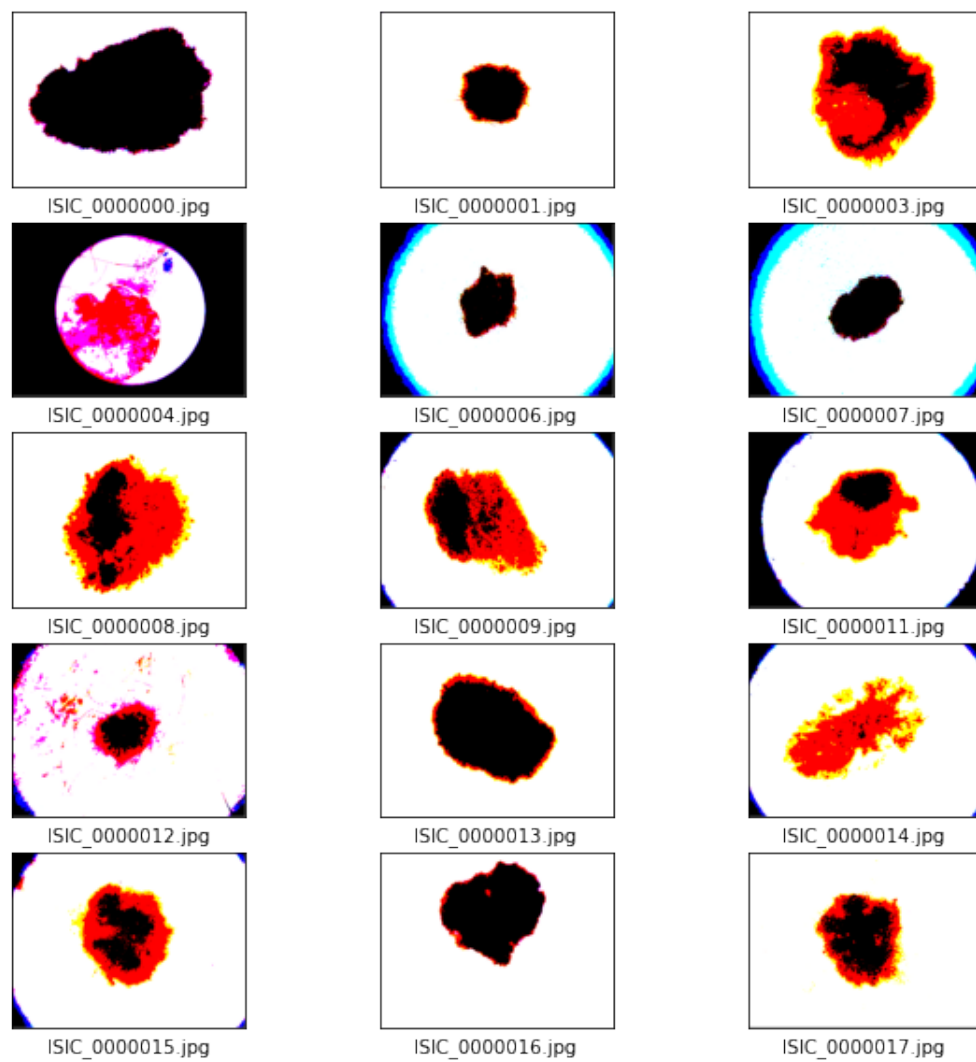 ISIC_0000000.jpg
ISIC_0000001.jpg
ISIC_0000003.jpg
ISIC_0000004.jpg
ISIC_0000006.jpg
ISIC_0000007.jpg
ISIC_0000008.jpg
ISIC_0000009.jpg
ISIC_0000011.jpg
ISIC_0000012.jpg
ISIC_0000013.jpg
ISIC_0000014.jpg
ISIC_0000015.jpg
ISIC_0000016.jpg
ISIC_0000017.jpg